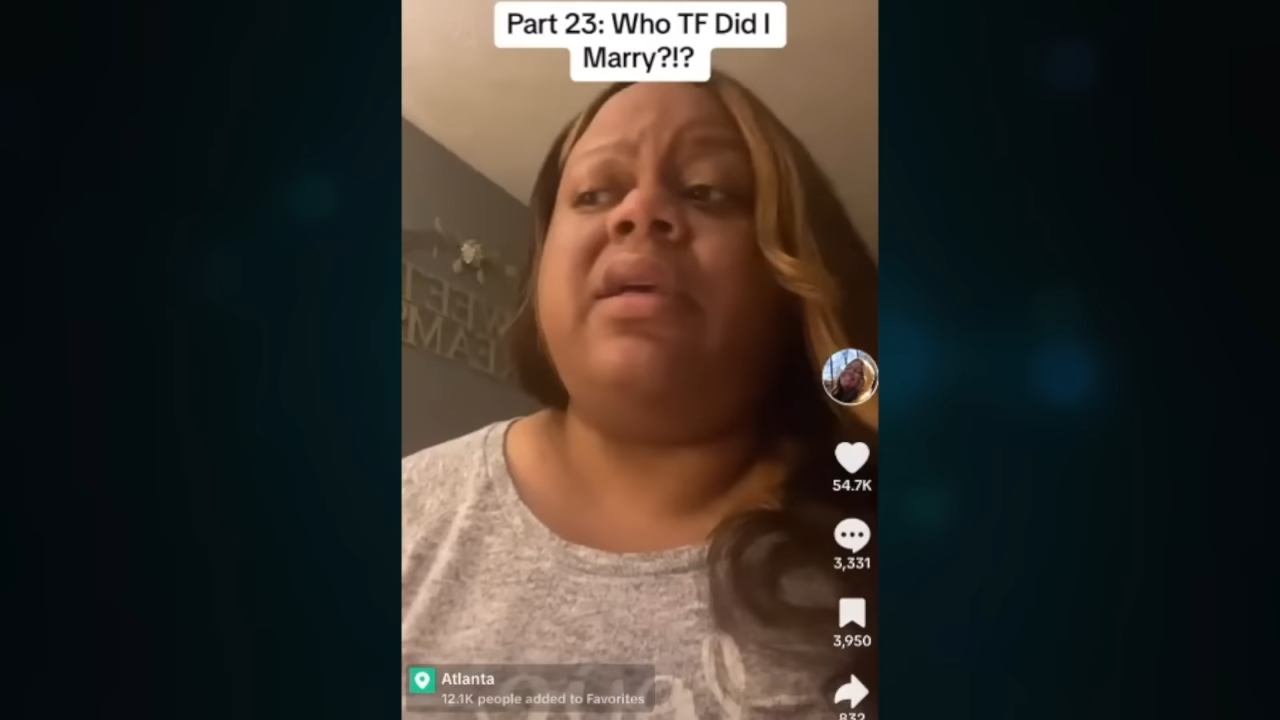 Part 23: Who TF Did I
Marry?!?
54.7K
3,331
3,950
Atlanta
12.1K people added to Favorites
832